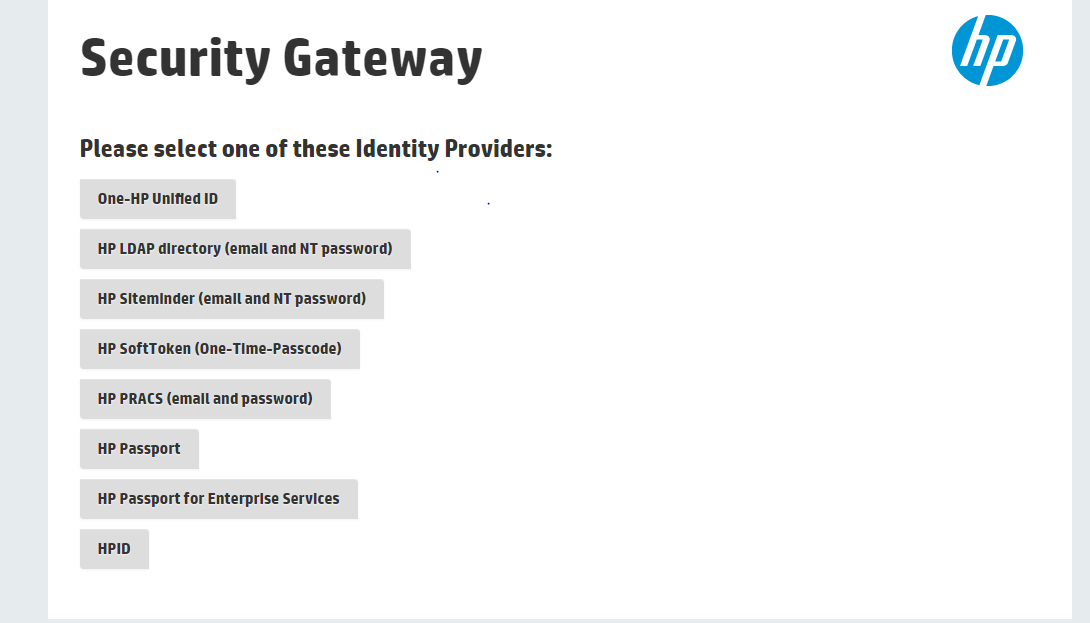 Security Gateway
hp
Please select one of these Identity Providers:
One-HP Unified ID
HP LDAP directory (email and NT password)
HP Siteminder (email and NT password)
HP SoftToken (One-Time-Passcode)
HP PRACS (email and password)
HP Passport
HP Passport for Enterprise Services
HPID